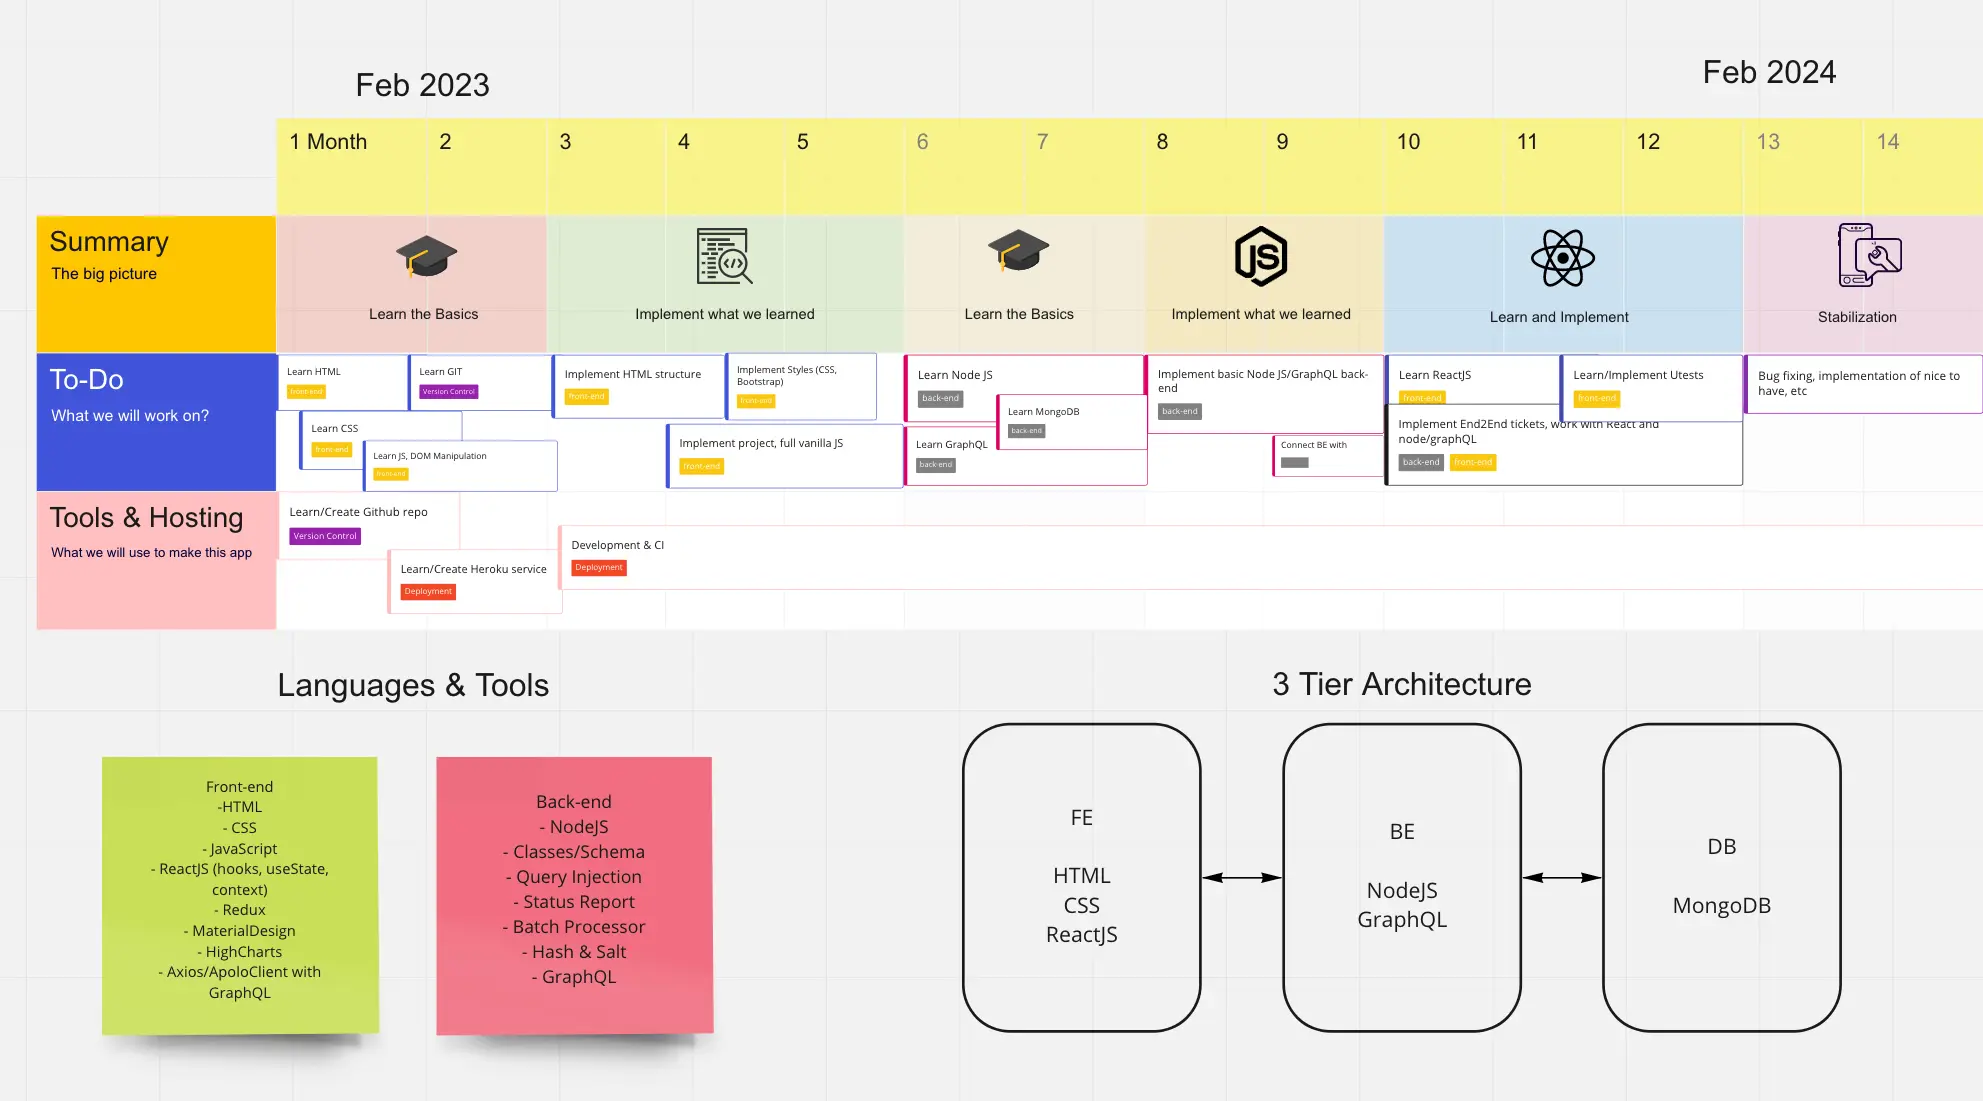 Feb 2023
Feb 2024
1 Month
2
3
4
5
6
7
8
9
10
11
12
13
14
Summary
The big picture
Learn the Basics
Implement what we learned
Learn the Basics
JS
Implement what we learned
Learn and Implement
Stabilization
To-Do
What we will work on?
Learn HTML
front-end
Learn GIT
Version Control
Learn CSS
front-end
Learn JS, DOM Manipulation
front-end
Implement HTML structure
front-end
Implement Styles (CSS,
Bootstrap)
front-end
Implement project, full vanilla JS
front-end
Learn Node JS
back-end
Learn MongoDB
back-end
Learn GraphQL
back-end
Implement basic Node JS/GraphQL back-
end
back-end
Connect BE with
Learn ReactJS
front-end
Learn/Implement Utests
front-end
Implement End2End tickets, work with React and
node/graphQL
back-end
front-end
Bug fixing, implementation of nice to
have, etc
Tools & Hosting
What we will use to make this app
Learn/Create Github repo
Version Control
Learn/Create Heroku service
Deployment
Development & CI
Deployment
Languages & Tools
Front-end
-HTML
- CSS
- JavaScript
- ReactJS (hooks, useState,
context)
- Redux
- MaterialDesign
- HighCharts
- Axios/ApoloClient with
GraphQL
Back-end
- NodeJS
- Classes/Schema
- Query Injection
- Status Report
- Batch Processor
- Hash & Salt
- GraphQL
3 Tier Architecture
FE
HTML
CSS
ReactJS
BE
NodeJS
GraphQL
DB
MongoDB